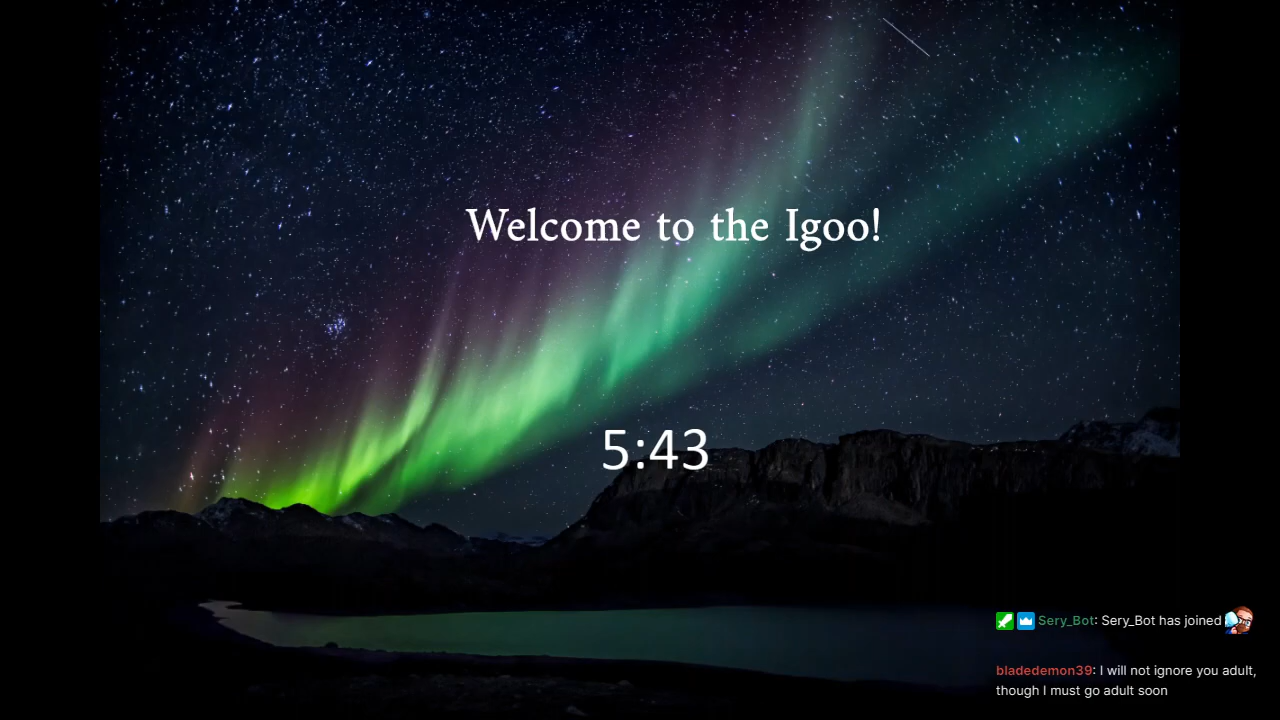 Welcome to the Igoo!
5:43
Sery_Bot: Sery_Bot has joined
bladedemon39: I will not ignore you adult,
though I must go adult soon